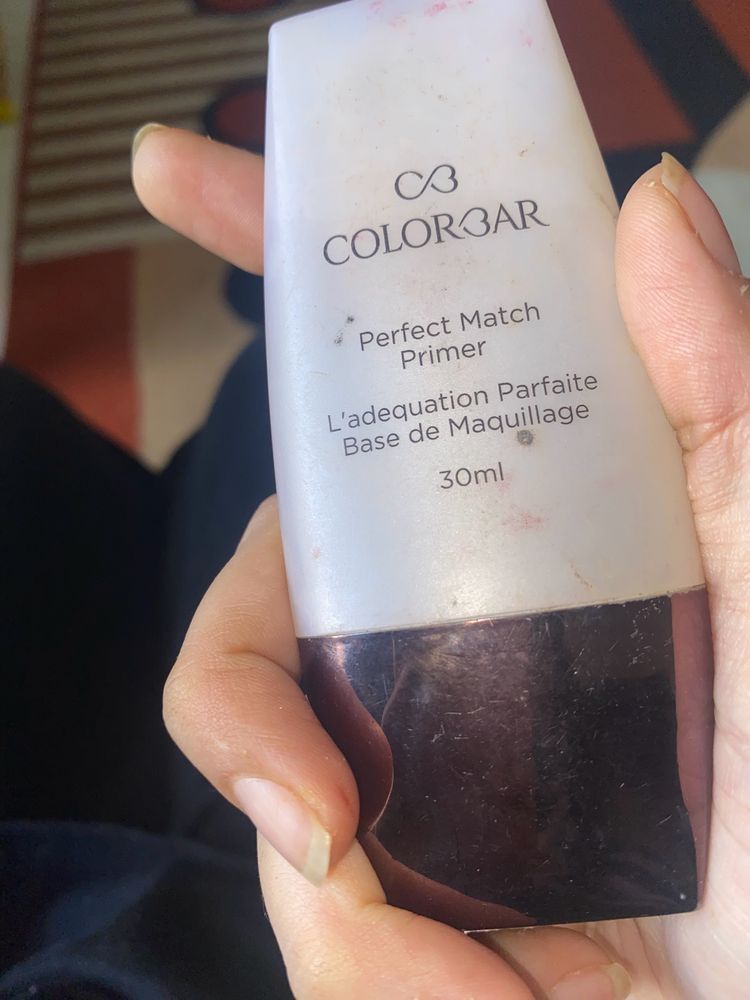 CB
COLORBAR
Perfect Match
Primer
L'adequation Parfaite
Base de Maquillage
30ml